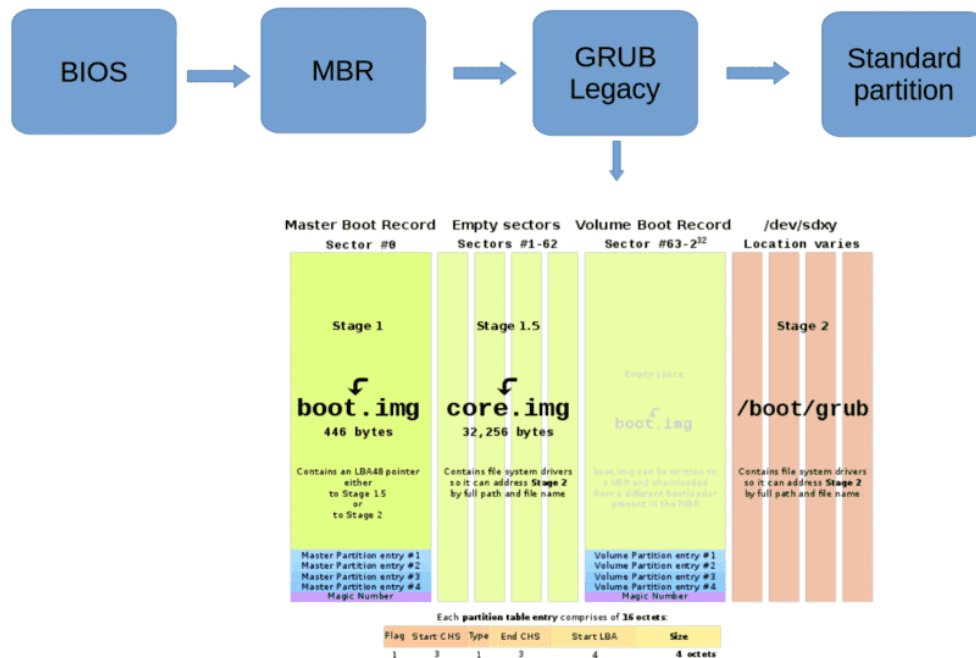 BIOS
MBR
GRUB
Legacy
Standard
partition
Master Boot Record
Sector #0
Empty sectors
Sectors #1-62
Volume Boot Record
Sector #63-2³²
/dev/sdxy
Location varies
Stage 1
boot.img
446 bytes
Contains an LBA48 pointer
either
to Stage 1.5
or
to Stage 2
Master Partition entry #1
Master Partition entry #2
Master Partition entry #3
Master Partition entry #4
Magic Number
Stage 1.5
core.img
32,256 bytes
Contains file system drivers
so it can address Stage 2
by full path and file name
Empty space
boot.img
boot.img can be written to
a VBR and chainloaded
from a different bootloader
present in the MBR
Volume Partition entry #1
Volume Partition entry #2
Volume Partition entry #3
Volume Partition entry #4
Magic Number
Stage 2
/boot/grub
Contains file system drivers
so it can address Stage 2
by full path and file name
Each partition table entry comprises of 16 octets:
Flag Start CHS Type End CHS Start LBA Size
1 3 1 3 4 4 octets